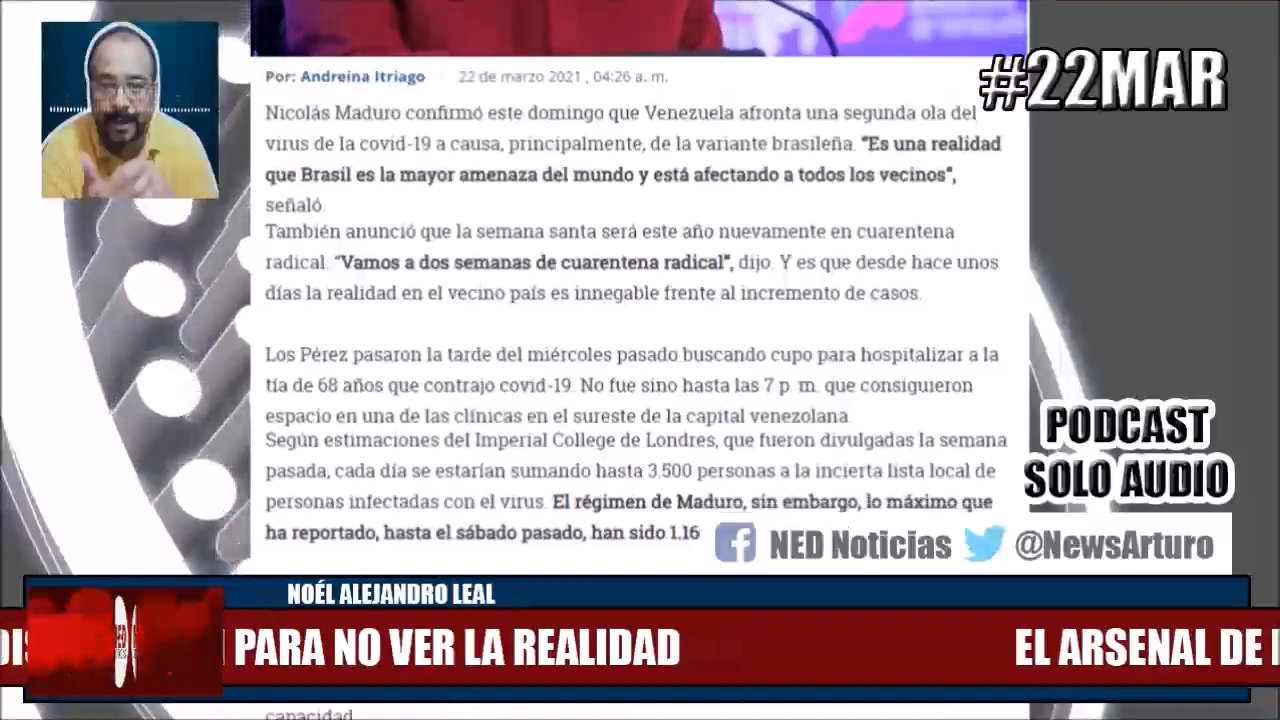 #22MAR
Por: Andreina Itriago 22 de marzo 2021 , 04:26 a. m.
Nicolás Maduro confirmó este domingo que Venezuela afronta una segunda ola del
virus de la covid-19 a causa, principalmente, de la variante brasileña. “Es una realidad
que Brasil es la mayor amenaza del mundo y está afectando a todos los vecinos“,
señaló.
También anunció que la semana santa será este año nuevamente en cuarentena
radical. “Vamos a dos semanas de cuarentena radical”, dijo. Y es que desde hace unos
días la realidad en el vecino país es innegable frente al incremento de casos.
Los Pérez pasaron la tarde del miércoles pasado buscando cupo para hospitalizar a la
tía de 68 años que contrajo covid-19. No fue sino hasta las 7 p. m. que consiguieron
espacio en una de las clínicas en el sureste de la capital venezolana.
Según estimaciones del Imperial College de Londres, que fueron divulgadas la semana
pasada, cada día se estarían sumando hasta 3.500 personas a la incierta lista local de
personas infectadas con el virus. El régimen de Maduro, sin embargo, lo máximo que
ha reportado, hasta el sábado pasado, han sido 1.16
PODCAST
SOLO AUDIO
NED Noticias @NewsArturo
NOÉL ALEJANDRO LEAL
PARA NO VER LA REALIDAD EL ARSENAL DE
capacidad